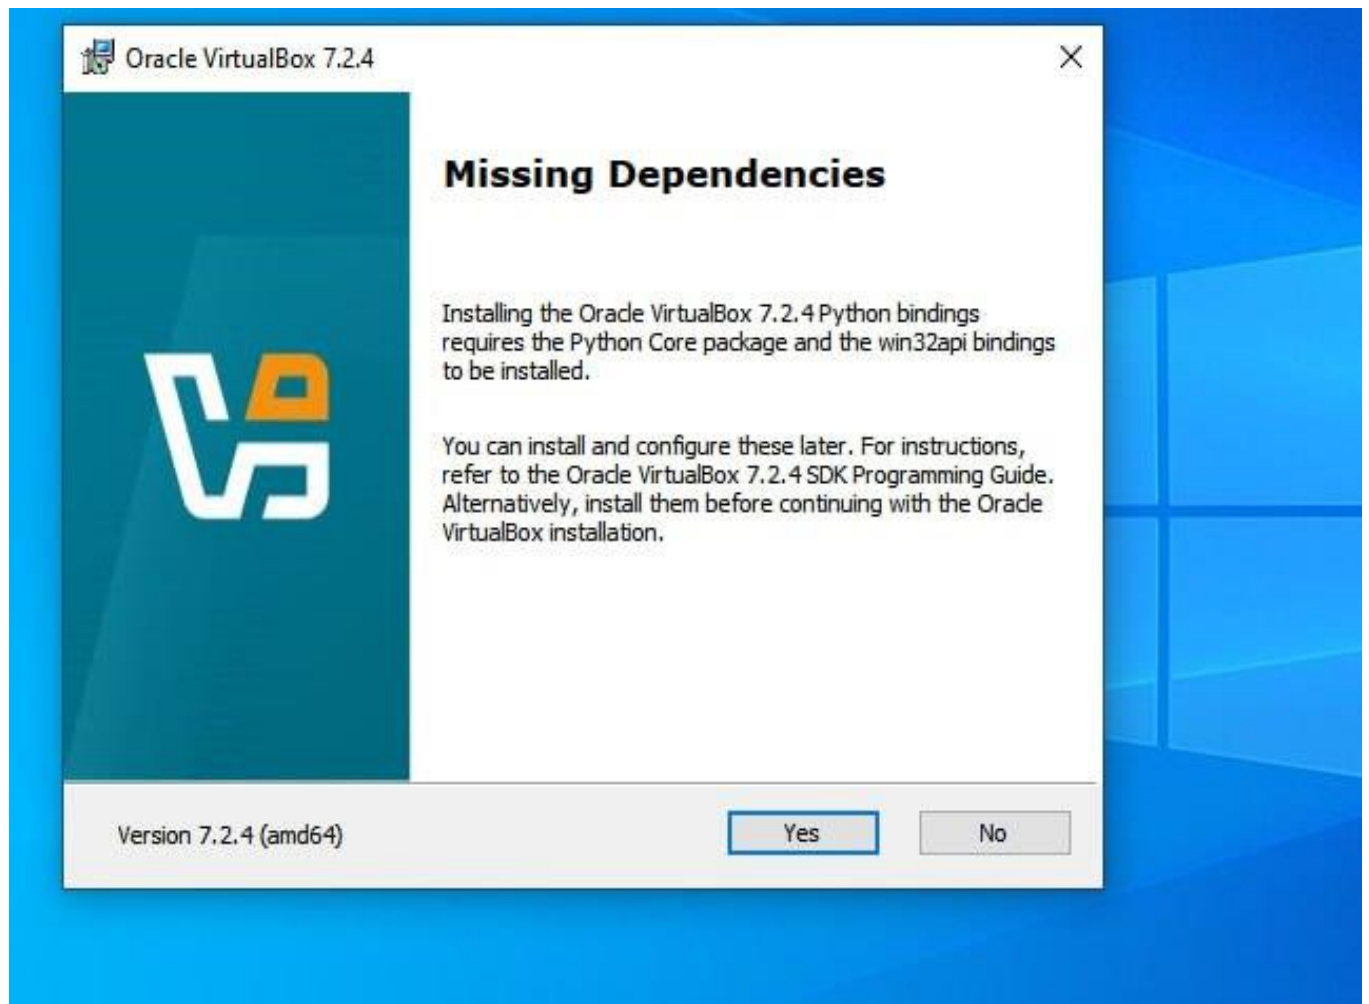 Oracle VirtualBox 7.2.4
Missing Dependencies
Installing the Oracle VirtualBox 7.2.4 Python bindings
requires the Python Core package and the win32api bindings
to be installed.
You can install and configure these later. For instructions,
refer to the Oracle VirtualBox 7.2.4 SDK Programming Guide.
Alternatively, install them before continuing with the Oracle
VirtualBox installation.
Version 7.2.4 (amd64)
Yes
No